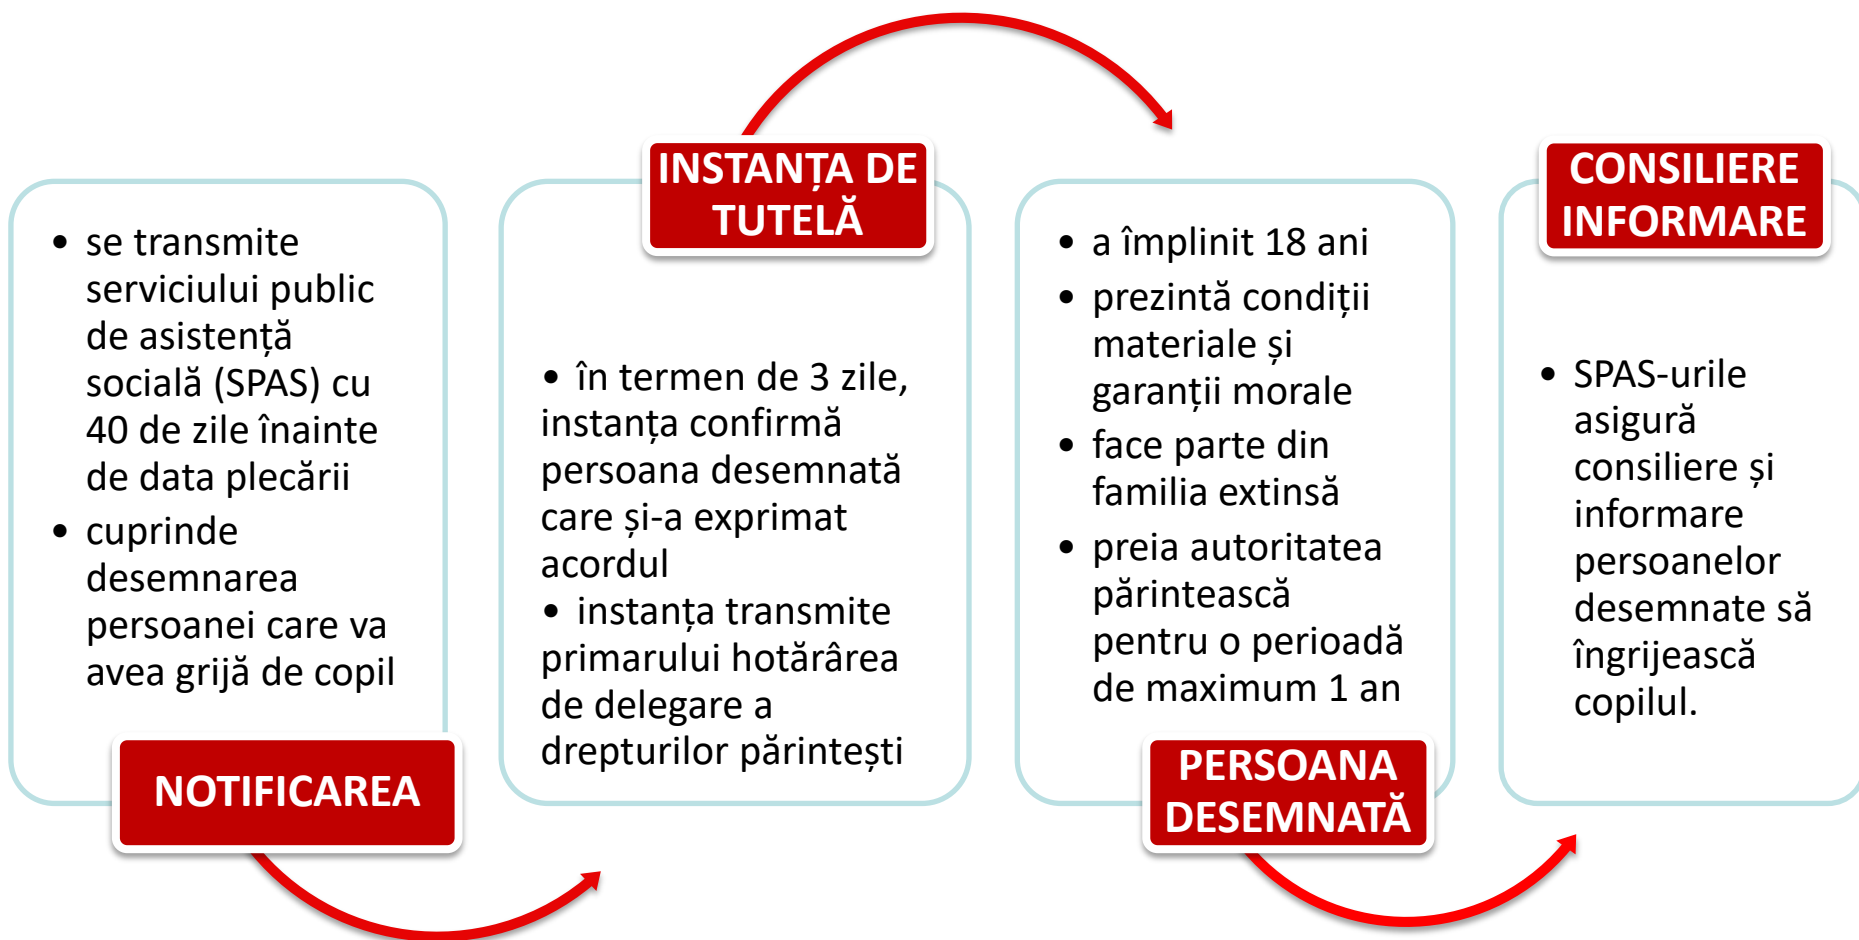 • se transmite
serviciului public
de asistență
socială (SPAS) cu
40 de zile înainte
de data plecării
• cuprinde
desemnarea
persoanei care va
avea grijă de copil
NOTIFICAREA
INSTANȚA DE
TUTELĂ
• în termen de 3 zile,
instanța confirmă
persoana desemnată
care și-a exprimat
acordul
• instanța transmite
primarului hotărârea
de delegare a
drepturilor părintești
• a împlinit 18 ani
• prezintă condiții
materiale și
garanții morale
• face parte din
familia extinsă
• preia autoritatea
părintească
pentru o perioadă
de maximum 1 an
PERSOANA
DESEMNATĂ
CONSILIERE
INFORMARE
• SPAS-urile
asigură
consiliere și
informare
persoanelor
desemnate să
îngrijească
copilul.